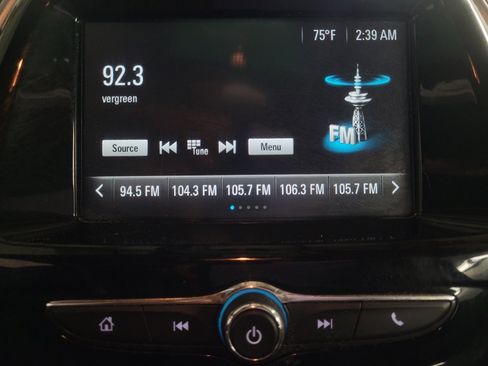 75°F 2:39 AM
92.3
vergreen
FM
Source Tune Menu
94.5 FM 104.3 FM 105.7 FM 106.3 FM 105.7 FM